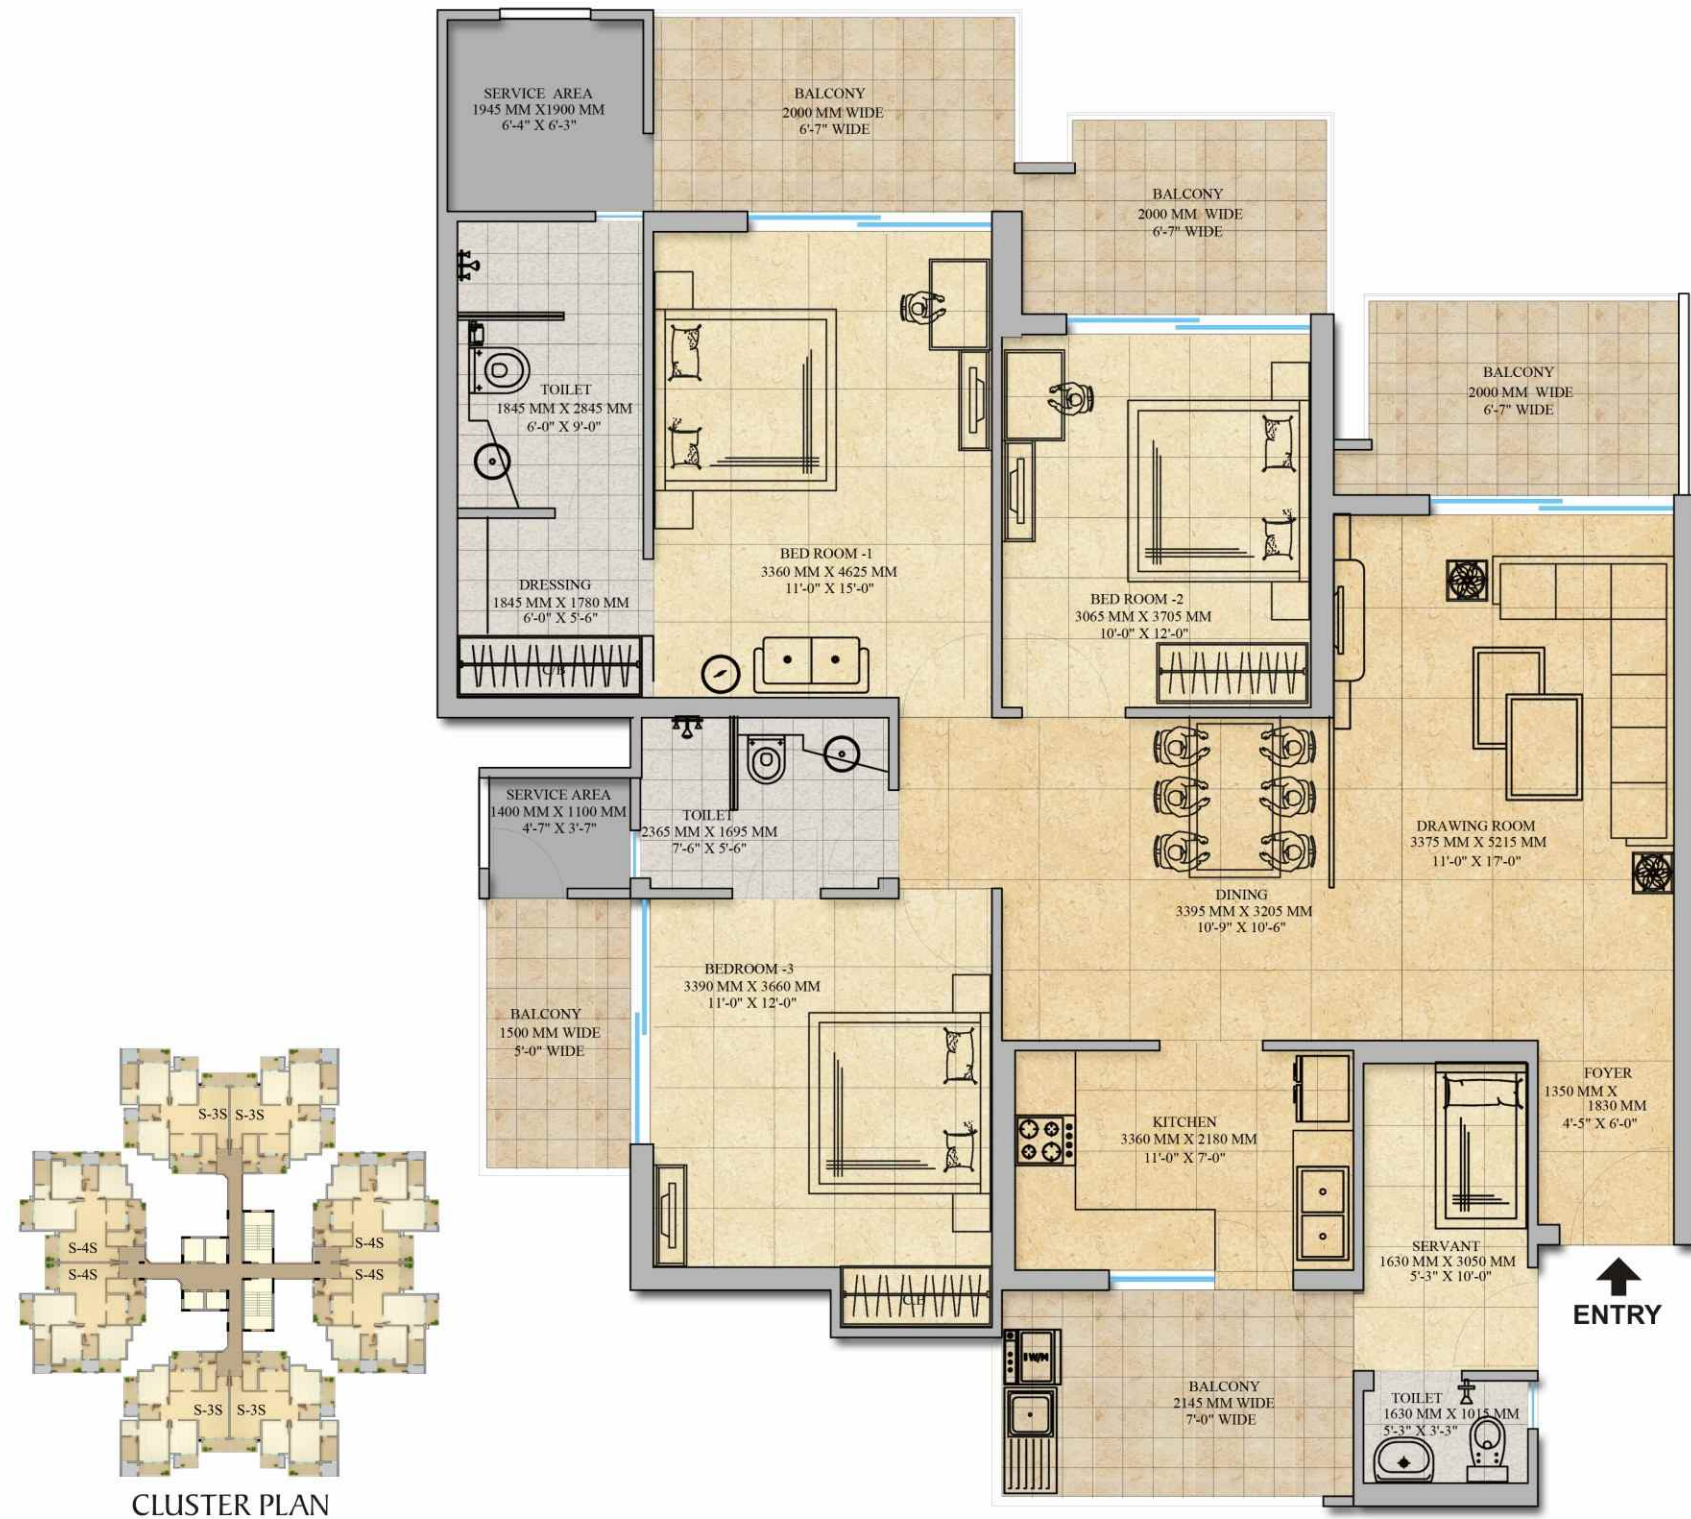 SERVICE AREA
1945 MM X1900 MM
6'-4" X 6'-3"
BALCONY
2000 MM WIDE
6'-7" WIDE
BALCONY
2000 MM WIDE
6'-7" WIDE
BALCONY
2000 MM WIDE
6'-7" WIDE
TOILET
1845 MM X 2845 MM
6'-0" X 9'-0"
BED ROOM -1
3360 MM X 4625 MM
11'-0" X 15'-0"
DRESSING
1845 MM X 1780 MM
6'-0" X 5'-6"
C/B
BED ROOM -2
3065 MM X 3705 MM
10'-0" X 12'-0"
SERVICE AREA
1400 MM X 1100 MM
4'-7" X 3'-7"
TOILET
2365 MM X 1695 MM
7'-6" X 5'-6"
DRAWING ROOM
3375 MM X 5215 MM
11'-0" X 17'-0"
DINING
3395 MM X 3205 MM
10'-9" X 10'-6"
BEDROOM -3
3390 MM X 3660 MM
11'-0" X 12'-0"
BALCONY
1500 MM WIDE
5'-0" WIDE
KITCHEN
3360 MM X 2180 MM
11'-0" X 7'-0"
FOYER
1350 MM X
1830 MM
4'-5" X 6'-0"
SERVANT
1630 MM X 3050 MM
5'-3" X 10'-0"
ENTRY
BALCONY
2145 MM WIDE
7'-0" WIDE
TOILET
1630 MM X 1015 MM
5'-3" X 3'-3"
S-3S S-3S
S-4S S-4S
S-4S S-4S
S-3S S-3S
CLUSTER PLAN